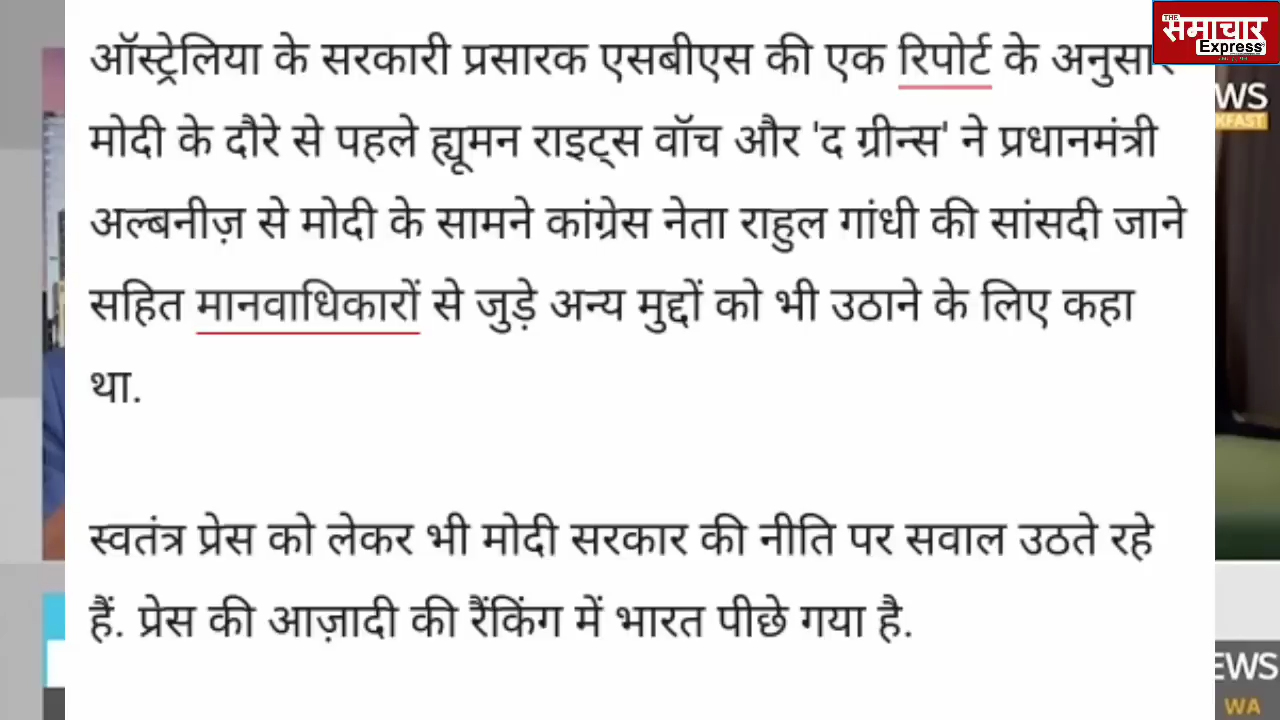 THE
समाचार
Express
ऑस्ट्रेलिया के सरकारी प्रसारक एसबीएस की एक रिपोर्ट के अनुसार
मोदी के दौरे से पहले ह्यूमन राइट्स वॉच और 'द ग्रीन्स' ने प्रधानमंत्री
अल्बनीज़ से मोदी के सामने कांग्रेस नेता राहुल गांधी की सांसदी जाने
सहित मानवाधिकारों से जुड़े अन्य मुद्दों को भी उठाने के लिए कहा
था.
स्वतंत्र प्रेस को लेकर भी मोदी सरकार की नीति पर सवाल उठते रहे
हैं. प्रेस की आज़ादी की रैंकिंग में भारत पीछे गया है.
WS
KFAST
EWS
WA